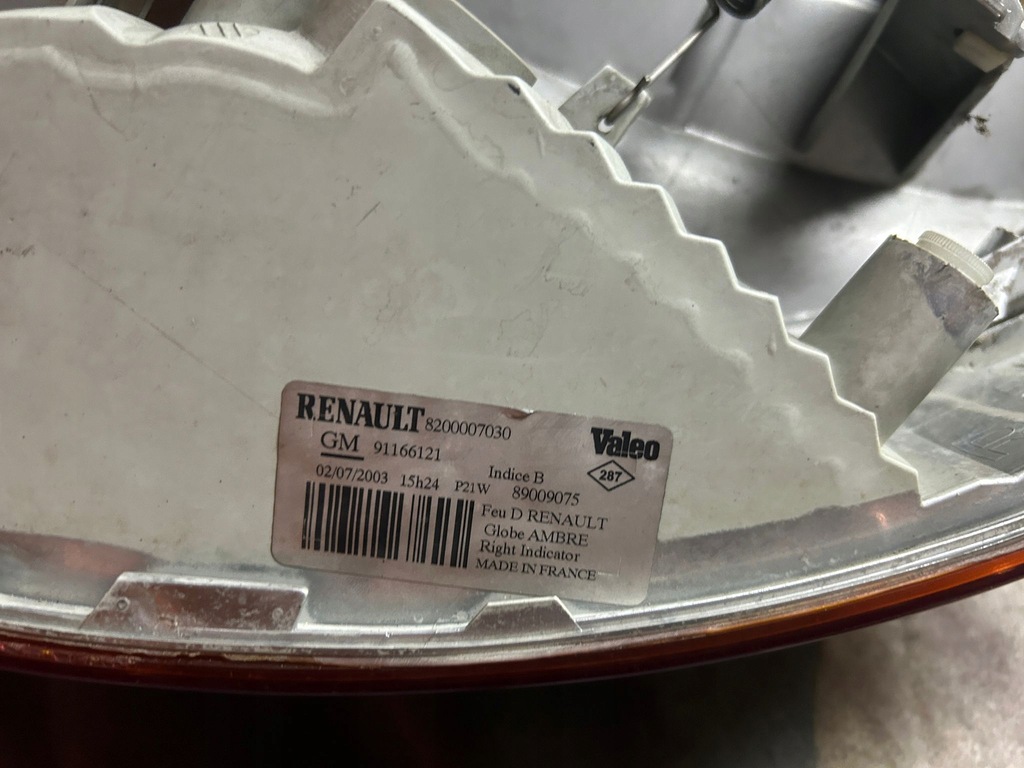 RENAULT 8200007030
GM 91166121
Valeo
Indice B
287
02/07/2003 15h24 P21W 89009075
Feu D RENAULT
Globe AMBRE
Right Indicator
MADE IN FRANCE